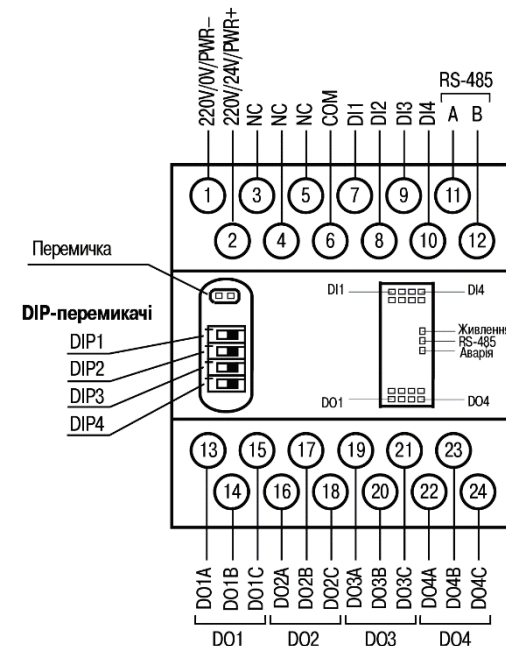 220V/0V/PWR–
220V/24V/PWR+
NC
NC
NC
COM
DI1
DI2
DI3
DI4
RS-485
A B
1 3 5 7 9 11
2 4 6 8 10 12
Перемичка
DIP-перемикачі
DIP1
DIP2
DIP3
DIP4
DI1 DI4
Живлення
RS-485
Аварія
DO1 DO4
13 15 17 19 21 23
14 16 18 20 22 24
DO1A
DO1B
DO1C
DO2A
DO2B
DO2C
DO3A
DO3B
DO3C
DO4A
DO4B
DO4C
DO1 DO2 DO3 DO4